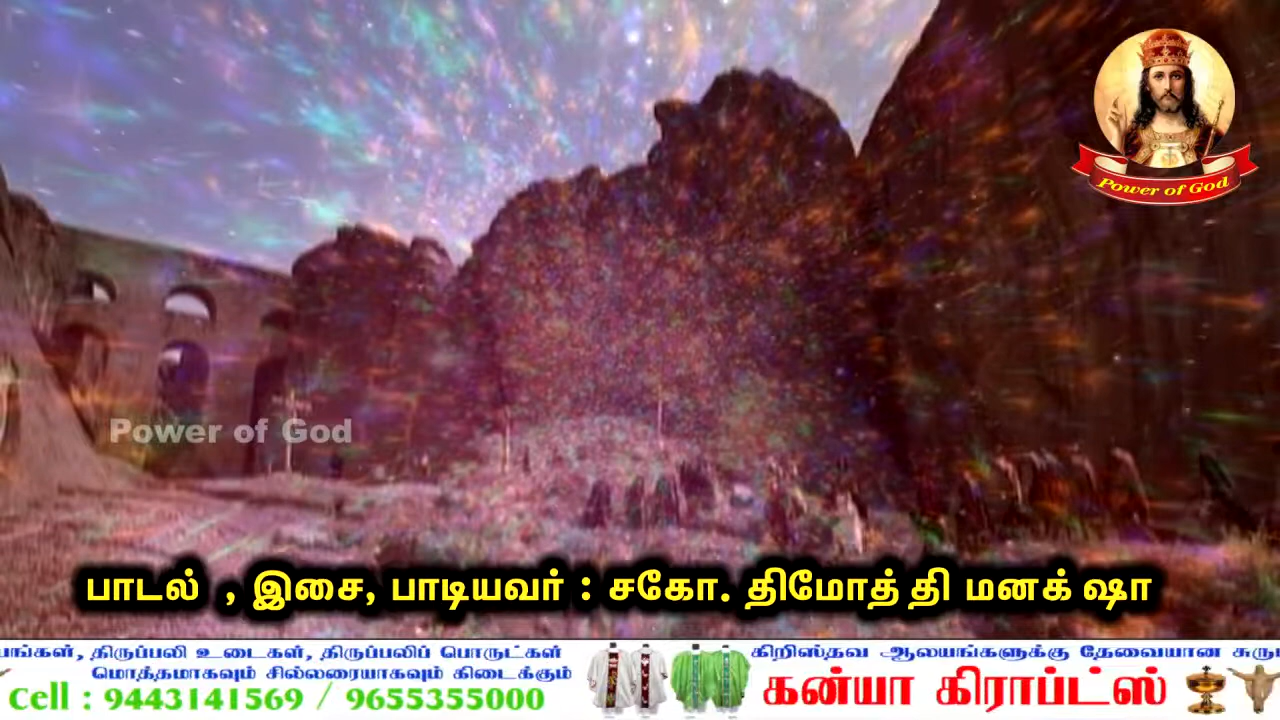 Power of God
Power of God
பாடல் , இசை, பாடியவர் : சகோ. திமோத் தி மனக் ஷா
திருப்பலி உடைகள், திருப்பலிப் பொருட்கள்
மொத்தமாகவும் சில்லரையாகவும் கிடைக்கும்
Cell : 9443141569 / 9655355000
கிறிஸ்தவ ஆலயங்களுக்கு தேவையான
கன்யா கிராப்ட்ஸ்